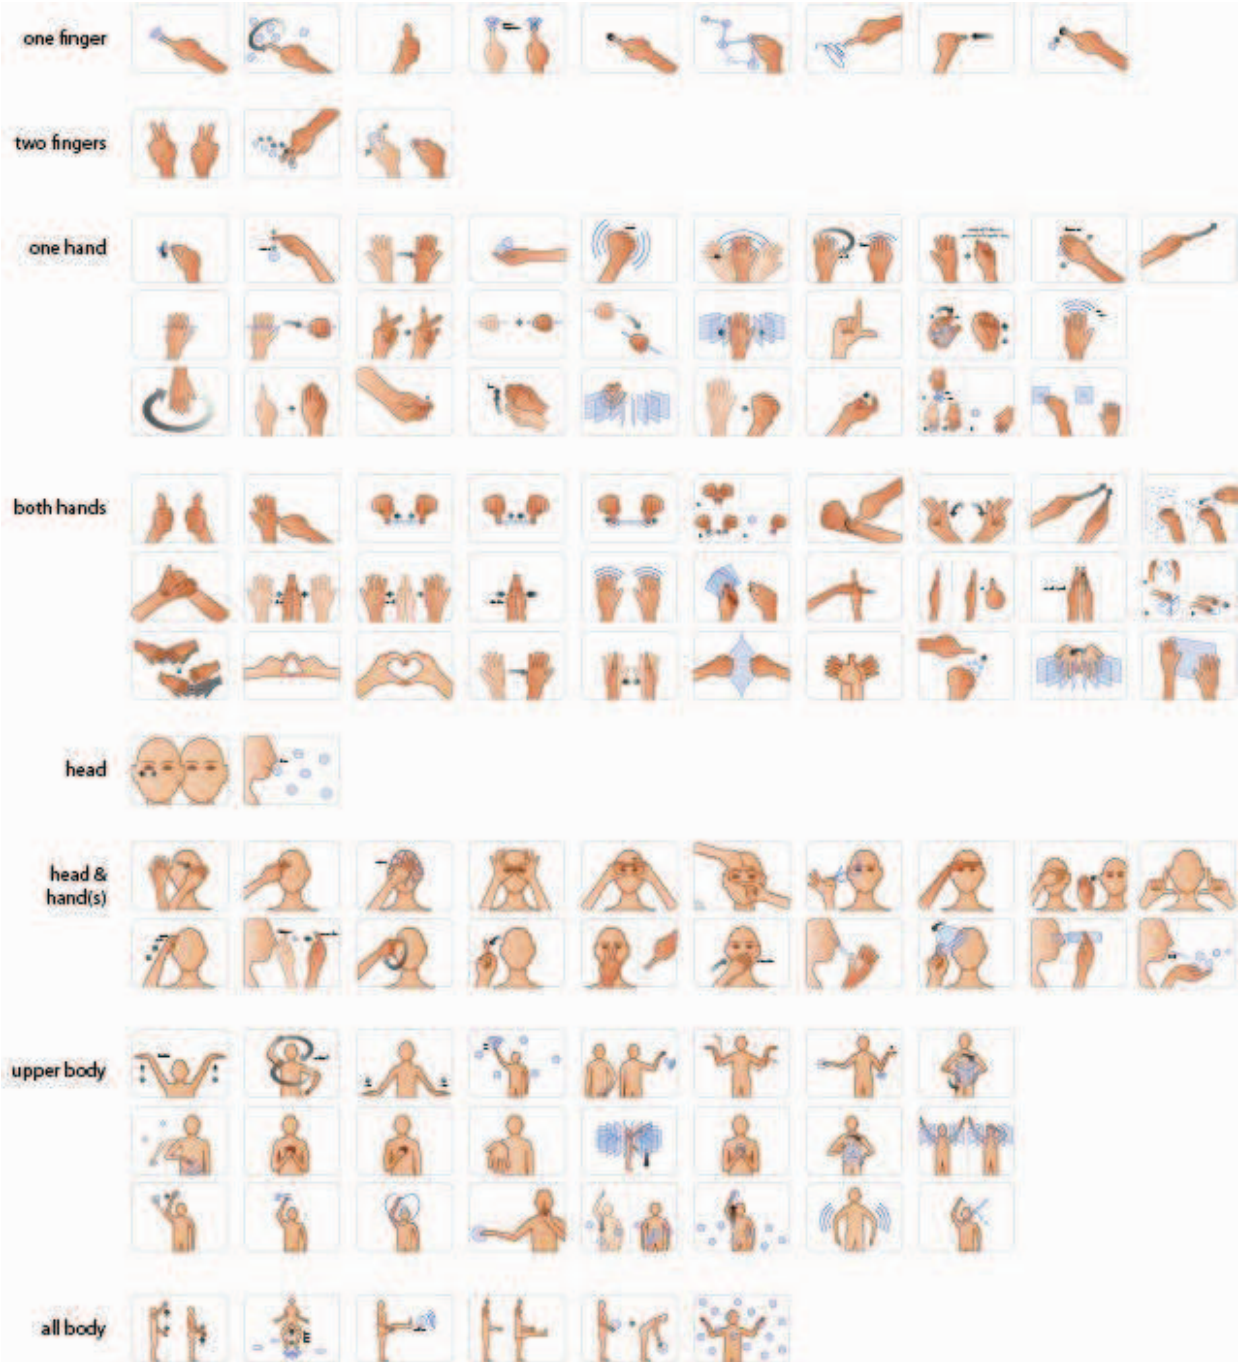 one finger
two fingers
one hand
both hands
head
head &
hand(s)
upper body
all body